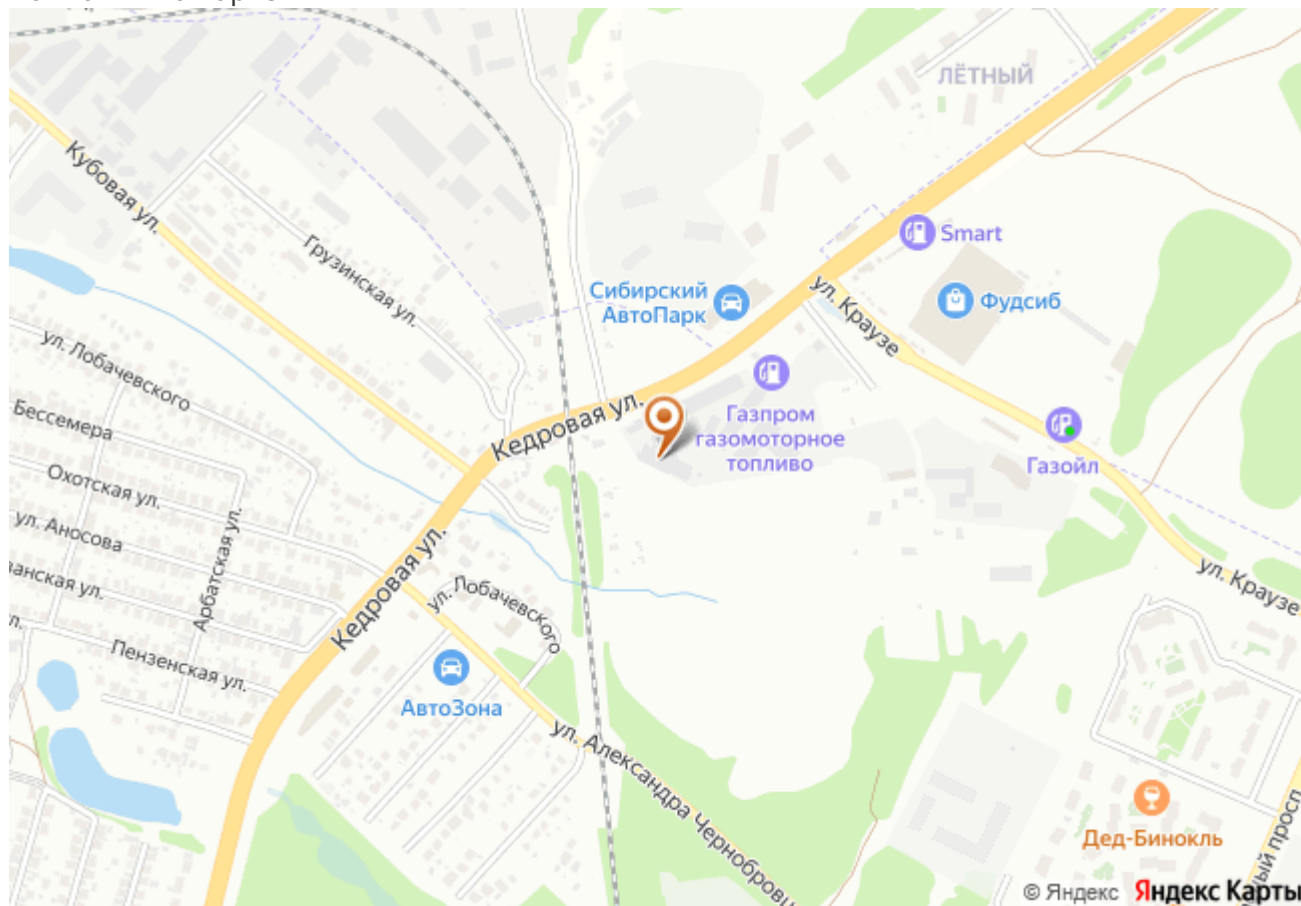 ЛЁТНЫЙ
Кубовая ул.
Smart
Грузинская ул.
Сибирский
АвтоПарк
ул. Краузе
Фудсиб
ул. Лобачевского
Газпром
газомоторное
топливо
Бессемера
Кедровая ул.
Газойл
Охотская ул.
ул. Аносова
Арбатская ул.
Кедровая ул.
ул. Лобачевского
ул. Краузе
Пензенская ул.
АвтоЗона
ул. Александра Чернобровц
Дед-Бинокль
© Яндекс Яндекс Карты